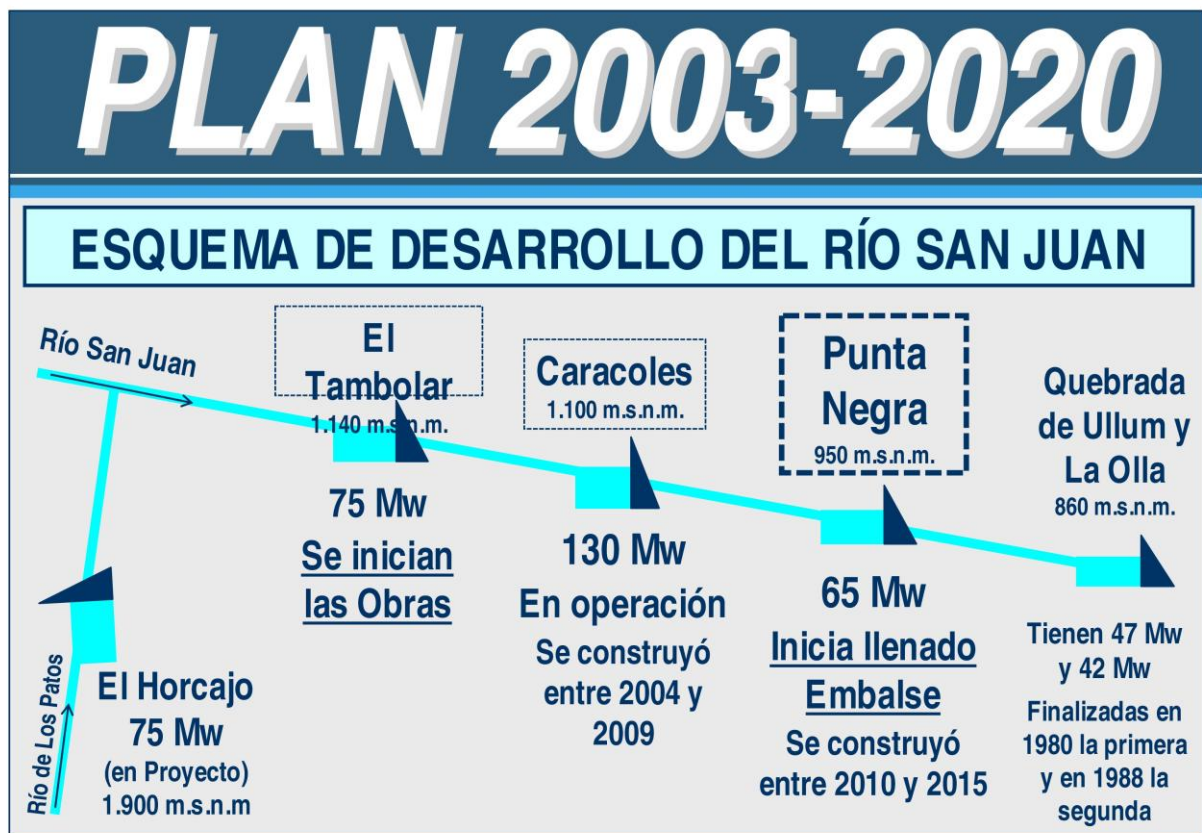 PLAN 2003-2020
ESQUEMA DE DESARROLLO DEL RÍO SAN JUAN
Río San Juan
El
Tambolar
1.140 m.s.n.m.
75 Mw
Se inician
las Obras
Caracoles
1.100 m.s.n.m.
130 Mw
En operación
Se construyó
entre 2004 y
2009
Punta
Negra
950 m.s.n.m.
65 Mw
Inicia llenado
Embalse
Se construyó
entre 2010 y 2015
Quebrada
de Ullum y
La Olla
860 m.s.n.m.
Tienen 47 Mw
y 42 Mw
Finalizadas en
1980 la primera
y en 1988 la
segunda
Río de Los Patos
El Horcajo
75 Mw
(en Proyecto)
1.900 m.s.n.m